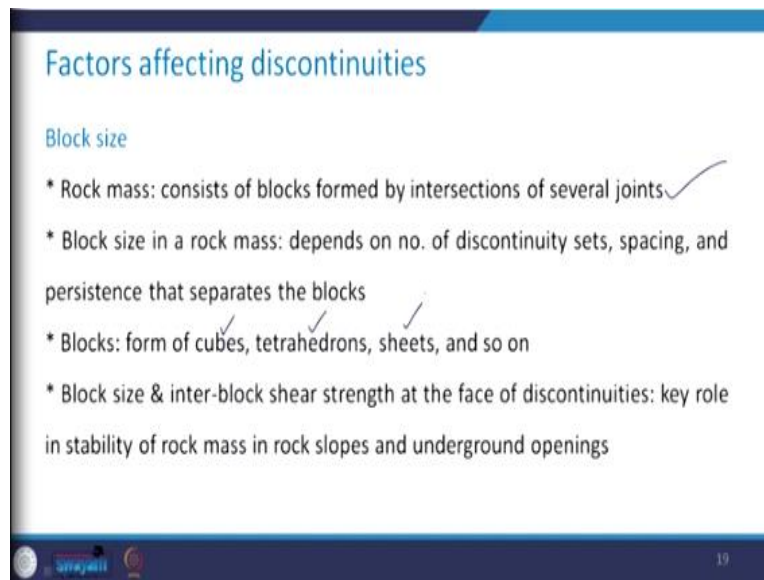 Factors affecting discontinuities
Block size
* Rock mass: consists of blocks formed by intersections of several joints
* Block size in a rock mass: depends on no. of discontinuity sets, spacing, and
persistence that separates the blocks
* Blocks: form of cubes, tetrahedrons, sheets, and so on
* Block size & inter-block shear strength at the face of discontinuities: key role
in stability of rock mass in rock slopes and underground openings
swayam
19